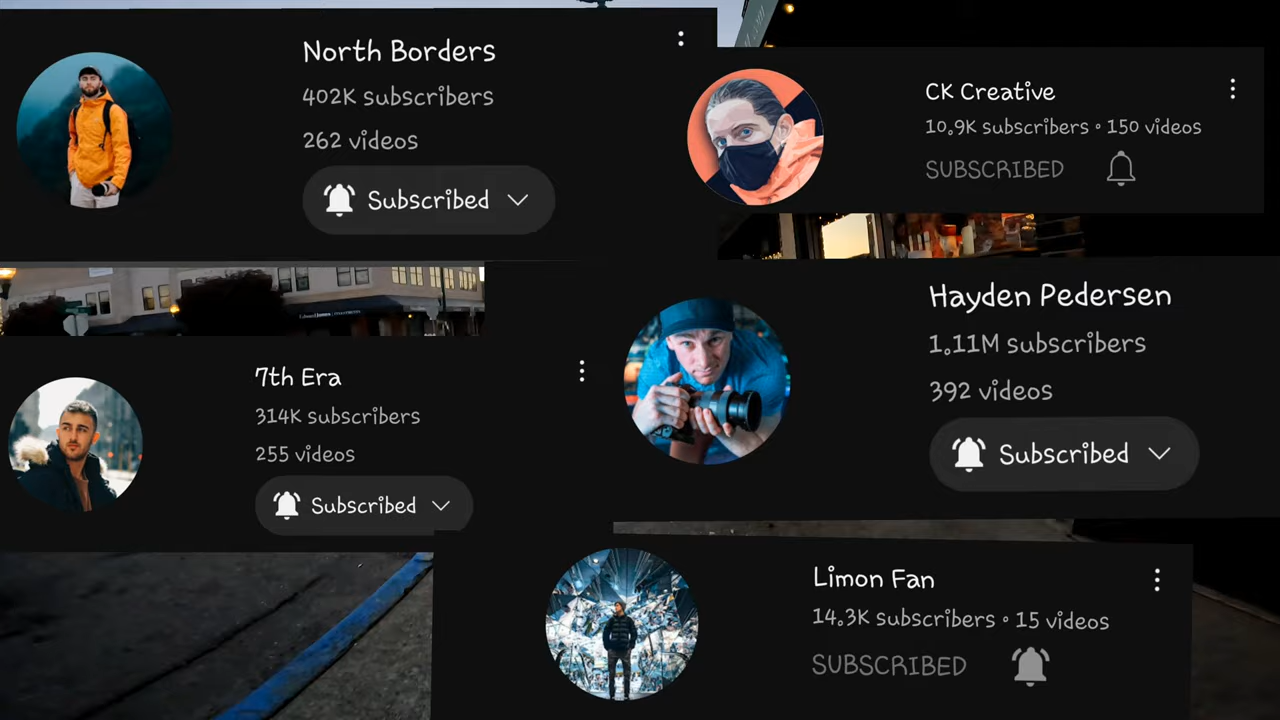 North Borders
402K subscribers
262 videos
Subscribed
CK Creative
10.9K subscribers • 150 videos
SUBSCRIBED
7th Era
314K subscribers
255 videos
Subscribed
Hayden Pedersen
1.11M subscribers
392 videos
Subscribed
Limon Fan
14.3K subscribers • 15 videos
SUBSCRIBED